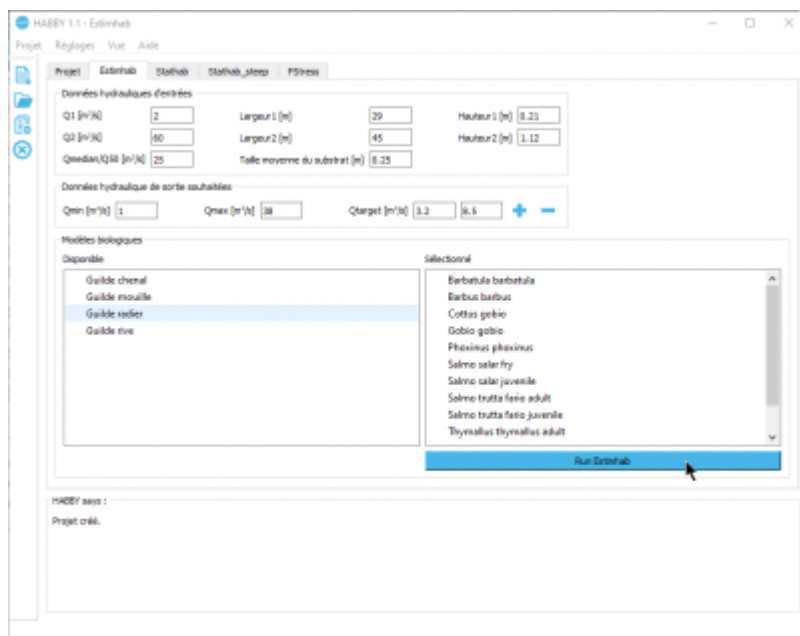 HABBY 1.1 - Estimhab
Projet Réglages Vue Aide
Projet Estimhab Stathab Stathab_steep FStress
Données hydrauliques d'entrées
Q1 [m³/s] 2 Largeur1 [m] 29 Hauteur1 [m] 0.21
Q2 [m³/s] 60 Largeur2 [m] 45 Hauteur2 [m] 1.12
Qmedian/Q50 [m³/s] 25 Taille moyenne du substrat [m] 0.25
Données hydraulique de sortie souhaitées
Qmin [m³/s] 1 Qmax [m³/s] 38 Qtarget [m³/s] 3.2 8.5
Modèles biologiques
Disponible Sélectionné
Guilde chenal Barbatula barbatula
Guilde mouille Barbus barbus
Guilde radier Cottus gobio
Guilde rive Gobio gobio
Phoxinus phoxinus
Salmo salar fry
Salmo salar juvenile
Salmo trutta fario adult
Salmo trutta fario juvenile
Thymallus thymallus adult
Run Estimhab
HABBY says :
Projet créé.